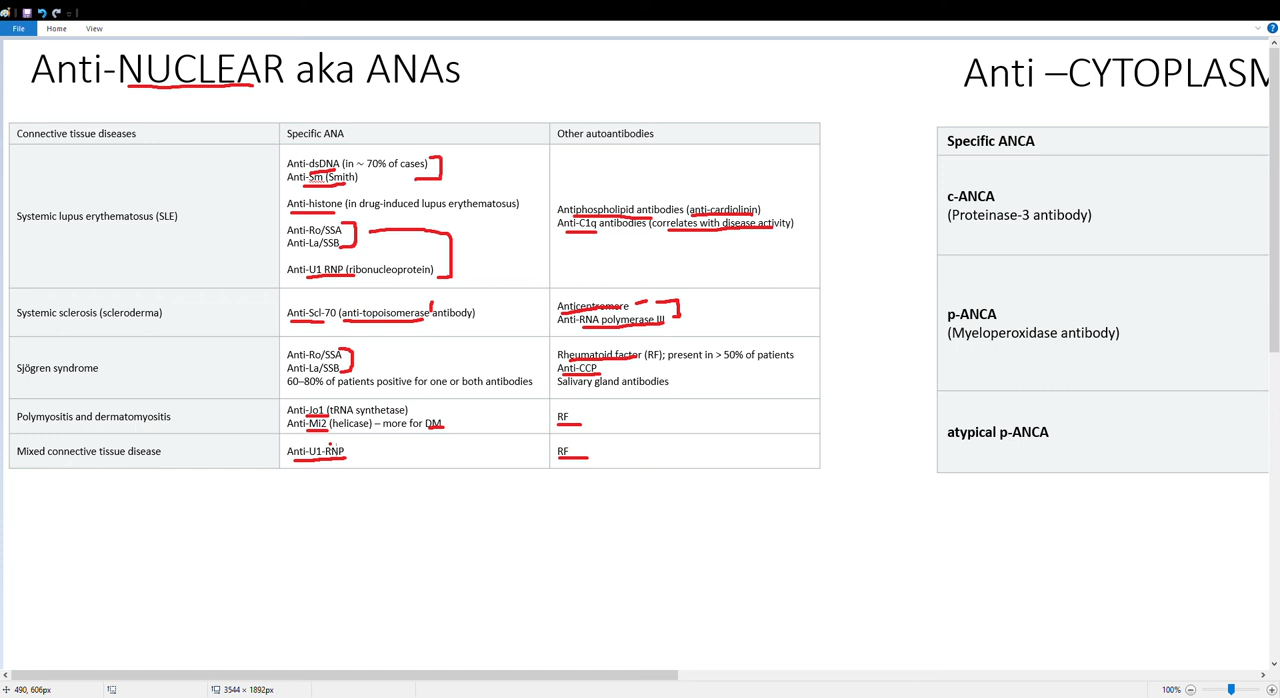 File Home View
Anti-NUCLEAR aka ANAs
Connective tissue diseases Specific ANA Other autoantibodies
Systemic lupus erythematosus (SLE)
Anti-dsDNA (in ~ 70% of cases)
Anti-Sm (Smith)
Anti-histone (in drug-induced lupus erythematosus)
Anti-Ro/SSA
Anti-La/SSB
Anti-U1 RNP (ribonucleoprotein)
Antiphospholipid antibodies (anti-cardiolipin)
Anti-C1q antibodies (correlates with disease activity)
Systemic sclerosis (scleroderma)
Anti-Scl-70 (anti-topoisomerase antibody)
Anticentromere
Anti-RNA polymerase III
Sjögren syndrome
Anti-Ro/SSA
Anti-La/SSB
60–80% of patients positive for one or both antibodies
Rheumatoid factor (RF); present in > 50% of patients
Anti-CCP
Salivary gland antibodies
Polymyositis and dermatomyositis
Anti-Jo1 (tRNA synthetase)
Anti-Mi2 (helicase) – more for DM
RF
Mixed connective tissue disease
Anti-U1-RNP
RF
Anti –CYTOPLASM
Specific ANCA
c-ANCA
(Proteinase-3 antibody)
p-ANCA
(Myeloperoxidase antibody)
atypical p-ANCA
490, 606px
3544 × 1892px
100%